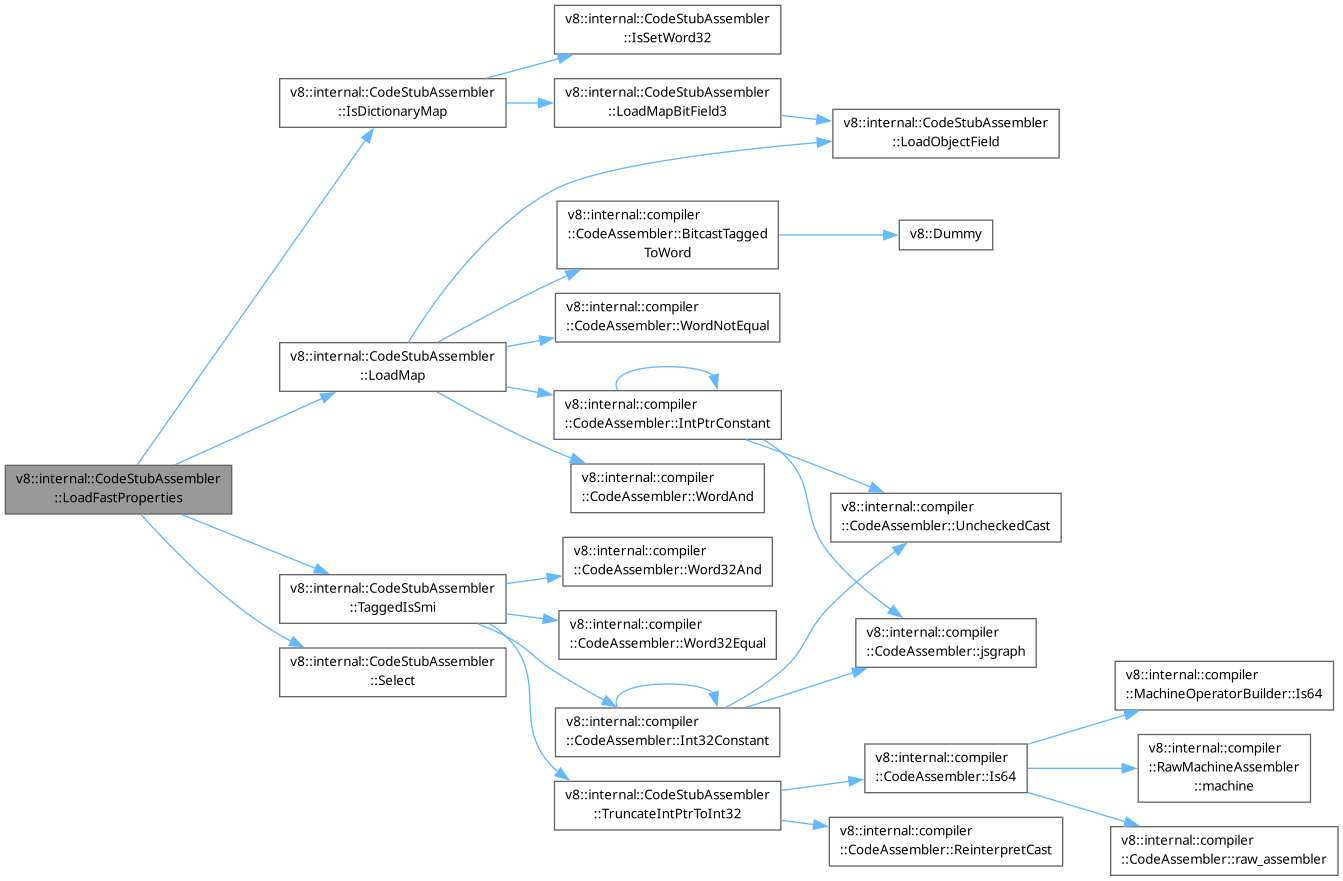 v8::internal::CodeStubAssembler
::IsSetWord32
v8::internal::CodeStubAssembler
::IsDictionaryMap
v8::internal::CodeStubAssembler
::LoadMapBitField3
v8::internal::CodeStubAssembler
::LoadObjectField
v8::internal::compiler
::CodeAssembler::BitcastTagged
ToWord
v8::Dummy
v8::internal::compiler
::CodeAssembler::WordNotEqual
v8::internal::CodeStubAssembler
::LoadMap
v8::internal::compiler
::CodeAssembler::IntPtrConstant
v8::internal::CodeStubAssembler
::LoadFastProperties
v8::internal::compiler
::CodeAssembler::WordAnd
v8::internal::compiler
::CodeAssembler::UncheckedCast
v8::internal::compiler
::CodeAssembler::Word32And
v8::internal::CodeStubAssembler
::TaggedIsSmi
v8::internal::compiler
::CodeAssembler::Word32Equal
v8::internal::compiler
::CodeAssembler::jsgraph
v8::internal::CodeStubAssembler
::Select
v8::internal::compiler
::CodeAssembler::Int32Constant
v8::internal::compiler
::MachineOperatorBuilder::Is64
v8::internal::compiler
::CodeAssembler::Is64
v8::internal::compiler
::RawMachineAssembler
::machine
v8::internal::CodeStubAssembler
::TruncateIntPtrToInt32
v8::internal::compiler
::CodeAssembler::ReinterpretCast
v8::internal::compiler
::CodeAssembler::raw_assembler